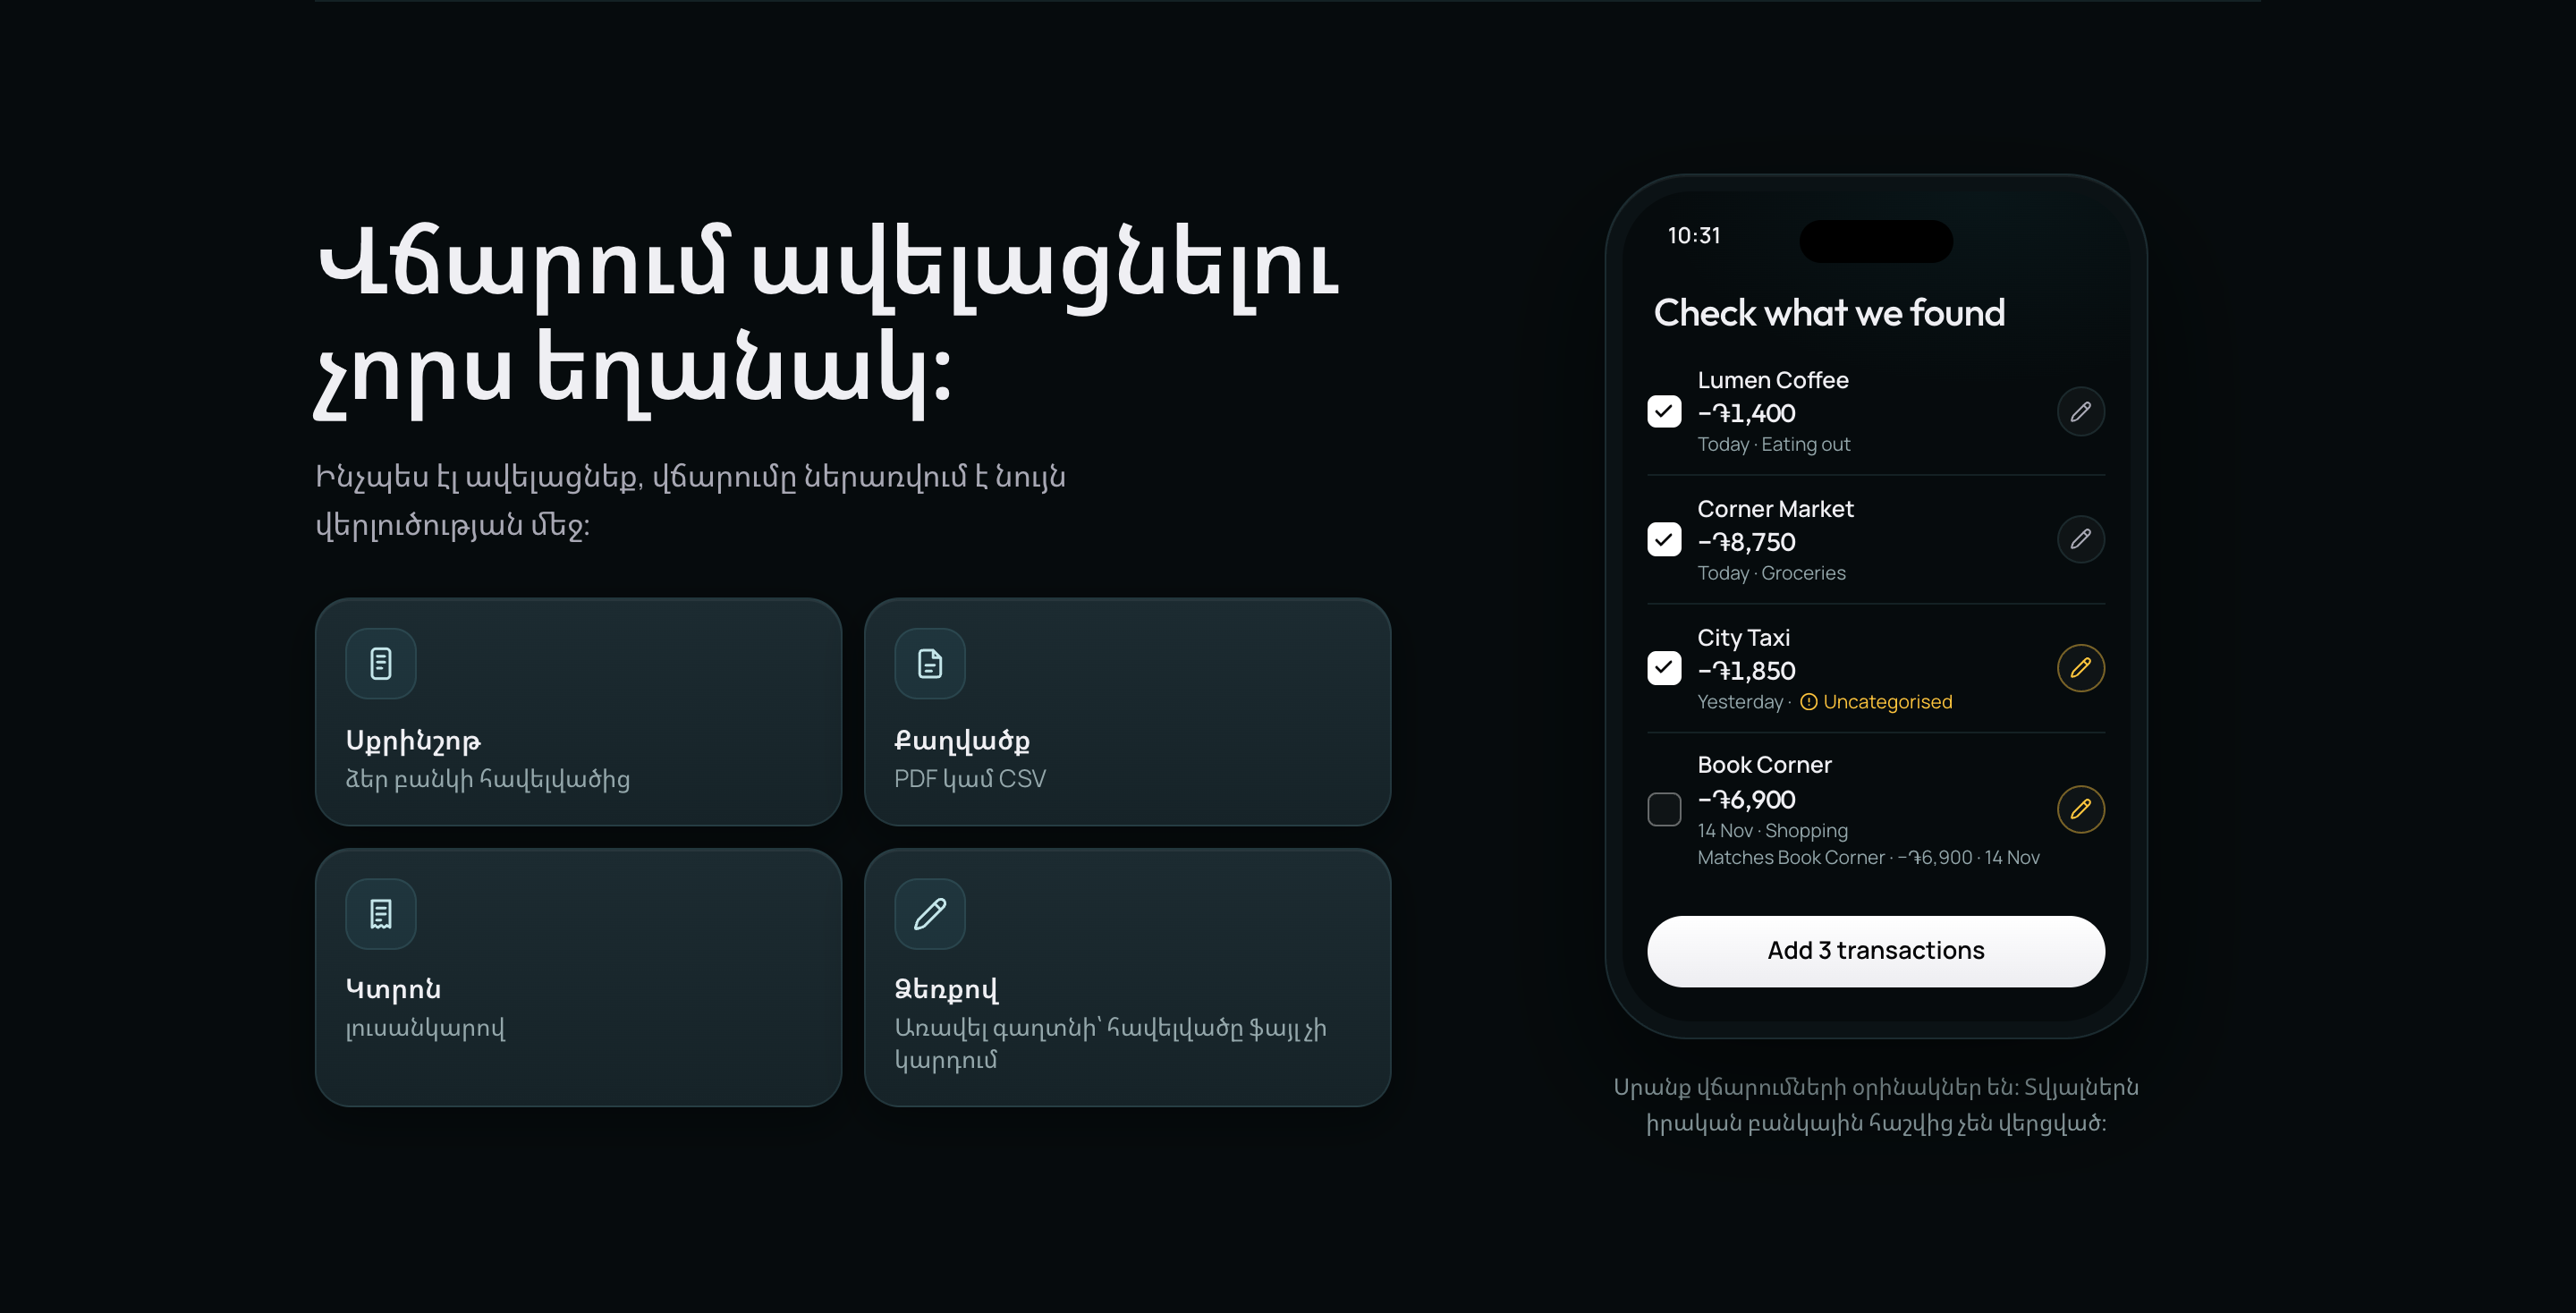 Վճարում ավելացնելու
չորս եղանակ։
Ինչպես էլ ավելացնեք, վճարումը ներառվում է նույն
վերլուծության մեջ։
Սքրինշոթ
ձեր բանկի հավելվածից
Քաղվածք
PDF կամ CSV
Կտրոն
լուսանկարով
Ձեռքով
Առավել գաղտնի՝ հավելվածը ֆայլ չի
կարդում
10:31
Check what we found
Lumen Coffee
−֏1,400
Today · Eating out
Corner Market
−֏8,750
Today · Groceries
City Taxi
−֏1,850
Yesterday · Uncategorised
Book Corner
−֏6,900
14 Nov · Shopping
Matches Book Corner · −֏6,900 · 14 Nov
Add 3 transactions
Սրանք վճարումների օրինակներ են։ Տվյալներն
իրական բանկային հաշվից չեն վերցված։